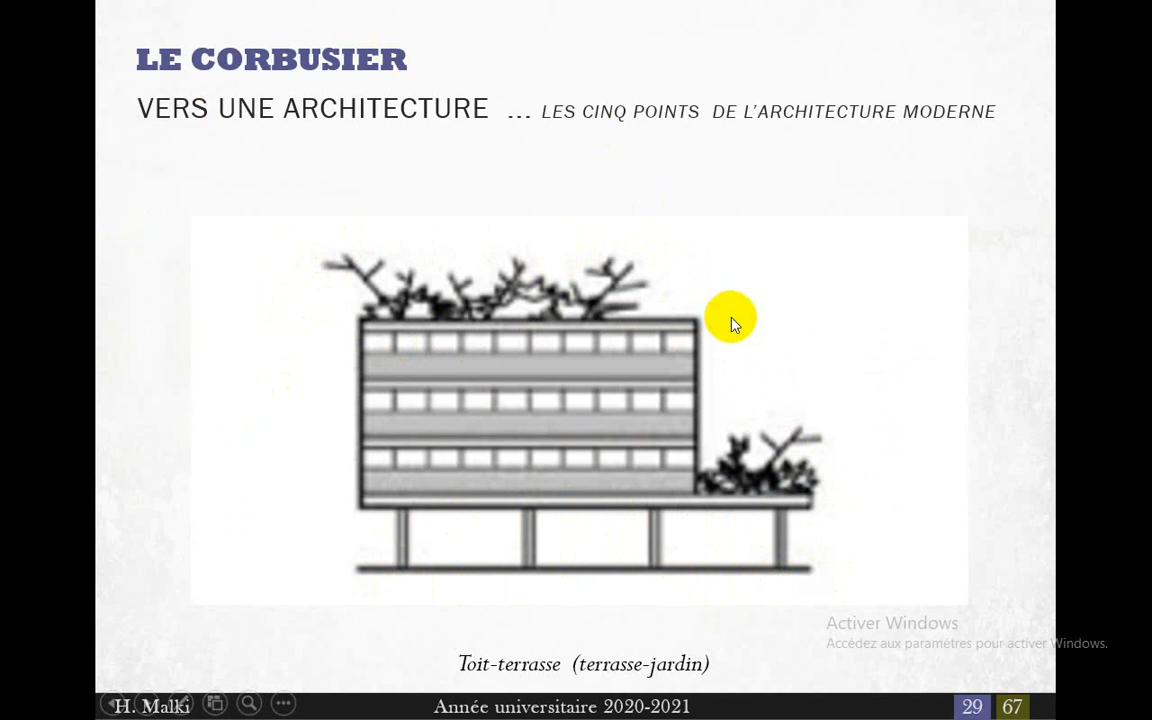 LE CORBUSIER
VERS UNE ARCHITECTURE ... LES CINQ POINTS DE L'ARCHITECTURE MODERNE
Activer Windows
Accédez aux paramètres pour activer Windows.
Toit-terrasse (terrasse-jardin)
H. Malki Année universitaire 2020-2021 29 67